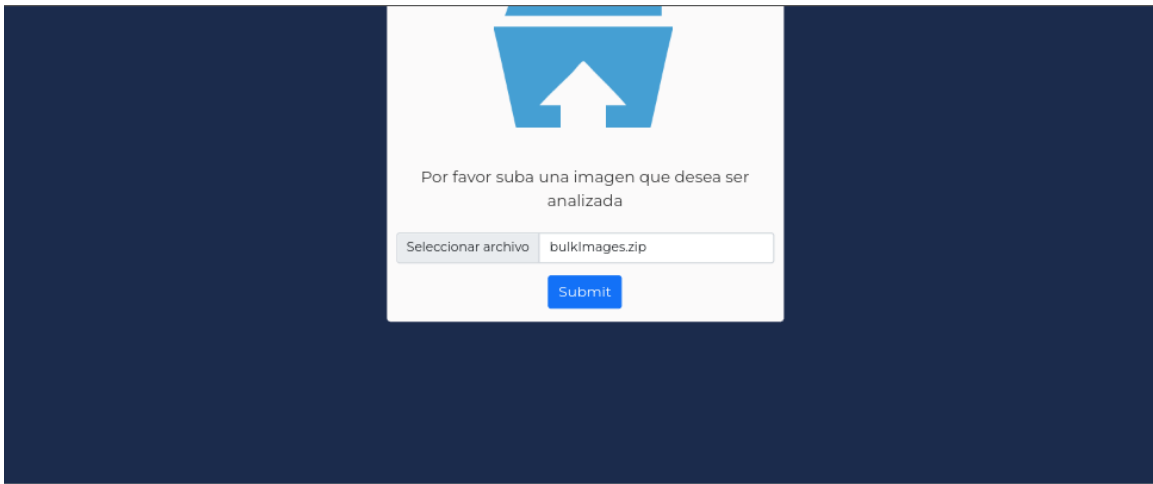 Por favor suba una imagen que desea ser
analizada
Seleccionar archivo bulkImages.zip
Submit